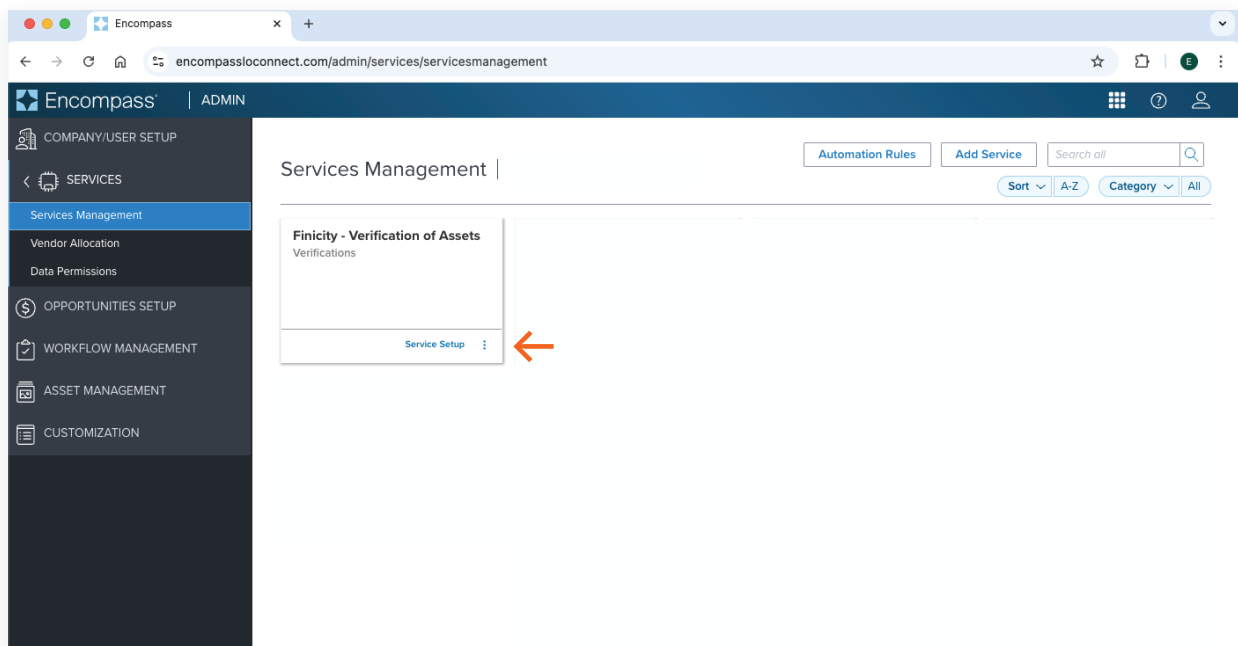 Encompass
encompassloconnect.com/admin/services/servicesmanagement
E
Encompass
ADMIN
COMPANY/USER SETUP
SERVICES
Services Management
Vendor Allocation
Data Permissions
OPPORTUNITIES SETUP
WORKFLOW MANAGEMENT
ASSET MANAGEMENT
CUSTOMIZATION
Services Management
Automation Rules
Add Service
Search all
Sort
A-Z
Category
All
Finicity - Verification of Assets
Verifications
Service Setup